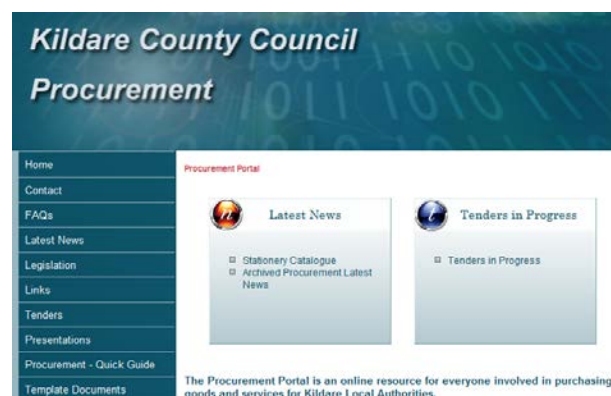 Kildare County Council
Procurement
Home
Contact
FAQs
Latest News
Legislation
Links
Tenders
Presentations
Procurement - Quick Guide
Template Documents
Procurement Portal
n Latest News
Stationery Catalogue
Archived Procurement Latest
News
t Tenders in Progress
Tenders in Progress
The Procurement Portal is an online resource for everyone involved in purchasing
goods and services for Kildare Local Authorities.